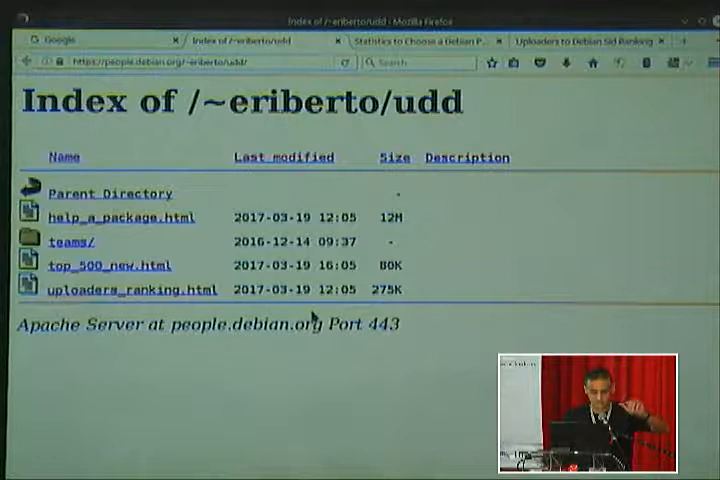 Index of /~eriberto/udd - Mozilla Firefox
Google
Index of /~eriberto/udd
Statistics to Choose a Debian P...
Uploaders to Debian Sid Ranking
https://people.debian.org/~eriberto/udd/
Search
Index of /~eriberto/udd
Name Last modified Size Description
Parent Directory -
help_a_package.html 2017-03-19 12:05 12M
teams/ 2016-12-14 09:37 -
top_500_new.html 2017-03-19 16:05 80K
uploaders_ranking.html 2017-03-19 12:05 275K
Apache Server at people.debian.org Port 443